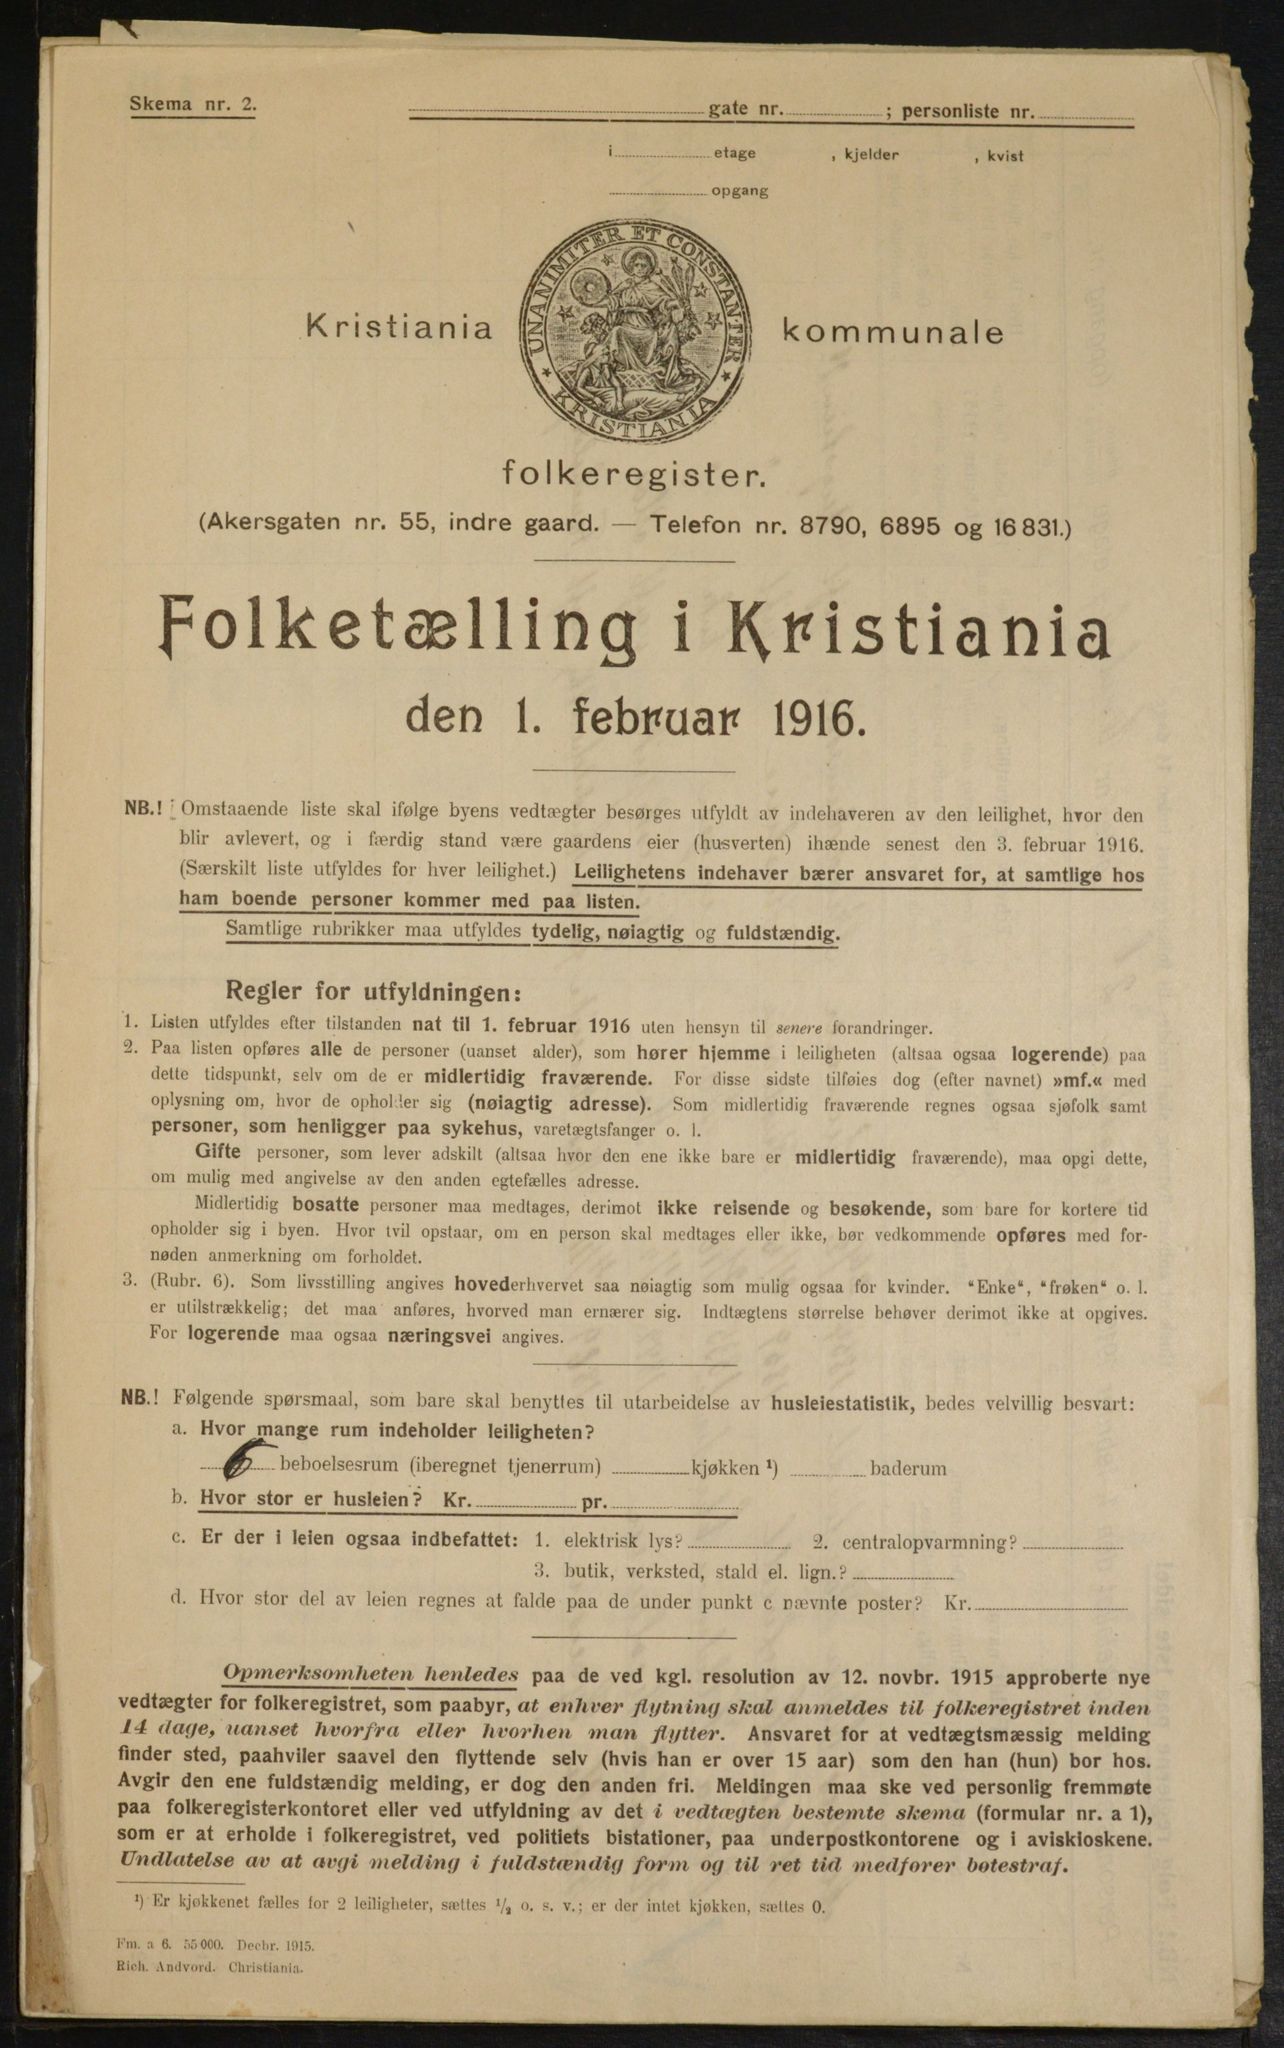 Skema nr. 2.
gate nr. ; personliste nr.
i etage , kjelder , kvist
opgang
UNANIMITER ET CONSTANTER
KRISTIANIA
Kristiania kommunale
folkeregister.
(Akersgaten nr. 55, indre gaard. — Telefon nr. 8790, 6895 og 16831.)
Folketælling i Kristiania
den 1. februar 1916.
NB.! Omstaaende liste skal ifølge byens vedtægter besørges utfyldt av indehaveren av den leilighet, hvor den
blir avlevert, og i færdig stand være gaardens eier (husverten) ihænde senest den 3. februar 1916.
(Særskilt liste utfyldes for hver leilighet.) Leilighetens indehaver bærer ansvaret for, at samtlige hos
ham boende personer kommer med paa listen.
Samtlige rubrikker maa utfyldes tydelig, nøiagtig og fuldstændig.
Regler for utfyldningen:
1. Listen utfyldes efter tilstanden nat til 1. februar 1916 uten hensyn til senere forandringer.
2. Paa listen opføres alle de personer (uanset alder), som hører hjemme i leiligheten (altsaa ogsaa logerende) paa
dette tidspunkt, selv om de er midlertidig fraværende. For disse sidste tilføies dog (efter navnet) »mf.« med
oplysning om, hvor de opholder sig (nøiagtig adresse). Som midlertidig fraværende regnes ogsaa sjøfolk samt
personer, som henligger paa sykehus, varetægtsfanger o. l.
Gifte personer, som lever adskilt (altsaa hvor den ene ikke bare er midlertidig fraværende), maa opgi dette,
om mulig med angivelse av den anden egtefælles adresse.
Midlertidig bosatte personer maa medtages, derimot ikke reisende og besøkende, som bare for kortere tid
opholder sig i byen. Hvor tvil opstaar, om en person skal medtages eller ikke, bør vedkommende opføres med for-
nøden anmerkning om forholdet.
3. (Rubr. 6). Som livsstilling angives hovederhvervet saa nøiagtig som mulig ogsaa for kvinder. "Enke", "frøken" o. l.
er utilstrækkelig; det maa anføres, hvorved man ernærer sig. Indtægtens størrelse behøver derimot ikke at opgives.
For logerende maa ogsaa næringsvei angives.
NB.! Følgende spørsmaal, som bare skal benyttes til utarbeidelse av husleiestatistik, bedes velvillig besvart:
a. Hvor mange rum indeholder leiligheten?
6 beboelsesrum (iberegnet tjenerrum) kjøkken ¹) baderum
b. Hvor stor er husleien? Kr. pr.
c. Er der i leien ogsaa indbefattet: 1. elektrisk lys? 2. centralopvarmning?
3. butik, verksted, stald el. lign.?
d. Hvor stor del av leien regnes at falde paa de under punkt c nævnte poster? Kr.
Opmerksomheten henledes paa de ved kgl. resolution av 12. novbr. 1915 approberte nye
vedtægter for folkeregistret, som paabyr, at enhver flytning skal anmeldes til folkeregistret inden
14 dage, uanset hvorfra eller hvorhen man flytter. Ansvaret for at vedtægtsmæssig melding
finder sted, paahviler saavel den flyttende selv (hvis han er over 15 aar) som den han (hun) bor hos.
Avgir den ene fuldstændig melding, er dog den anden fri. Meldingen maa ske ved personlig fremmøte
paa folkeregisterkontoret eller ved utfyldning av det i vedtægten bestemte skema (formular nr. a 1),
som er at erholde i folkeregistret, ved politiets bistationer, paa underpostkontorene og i aviskioskene.
Undlatelse av at avgi melding i fuldstændig form og til ret tid medfører bøtestraf.
¹) Er kjøkkenet fælles for 2 leiligheter, sættes ½ o. s. v.; er der intet kjøkken, sættes 0.
Fm. a 6. 55000. Decbr. 1915.
Rich. Andvord. Christiania.